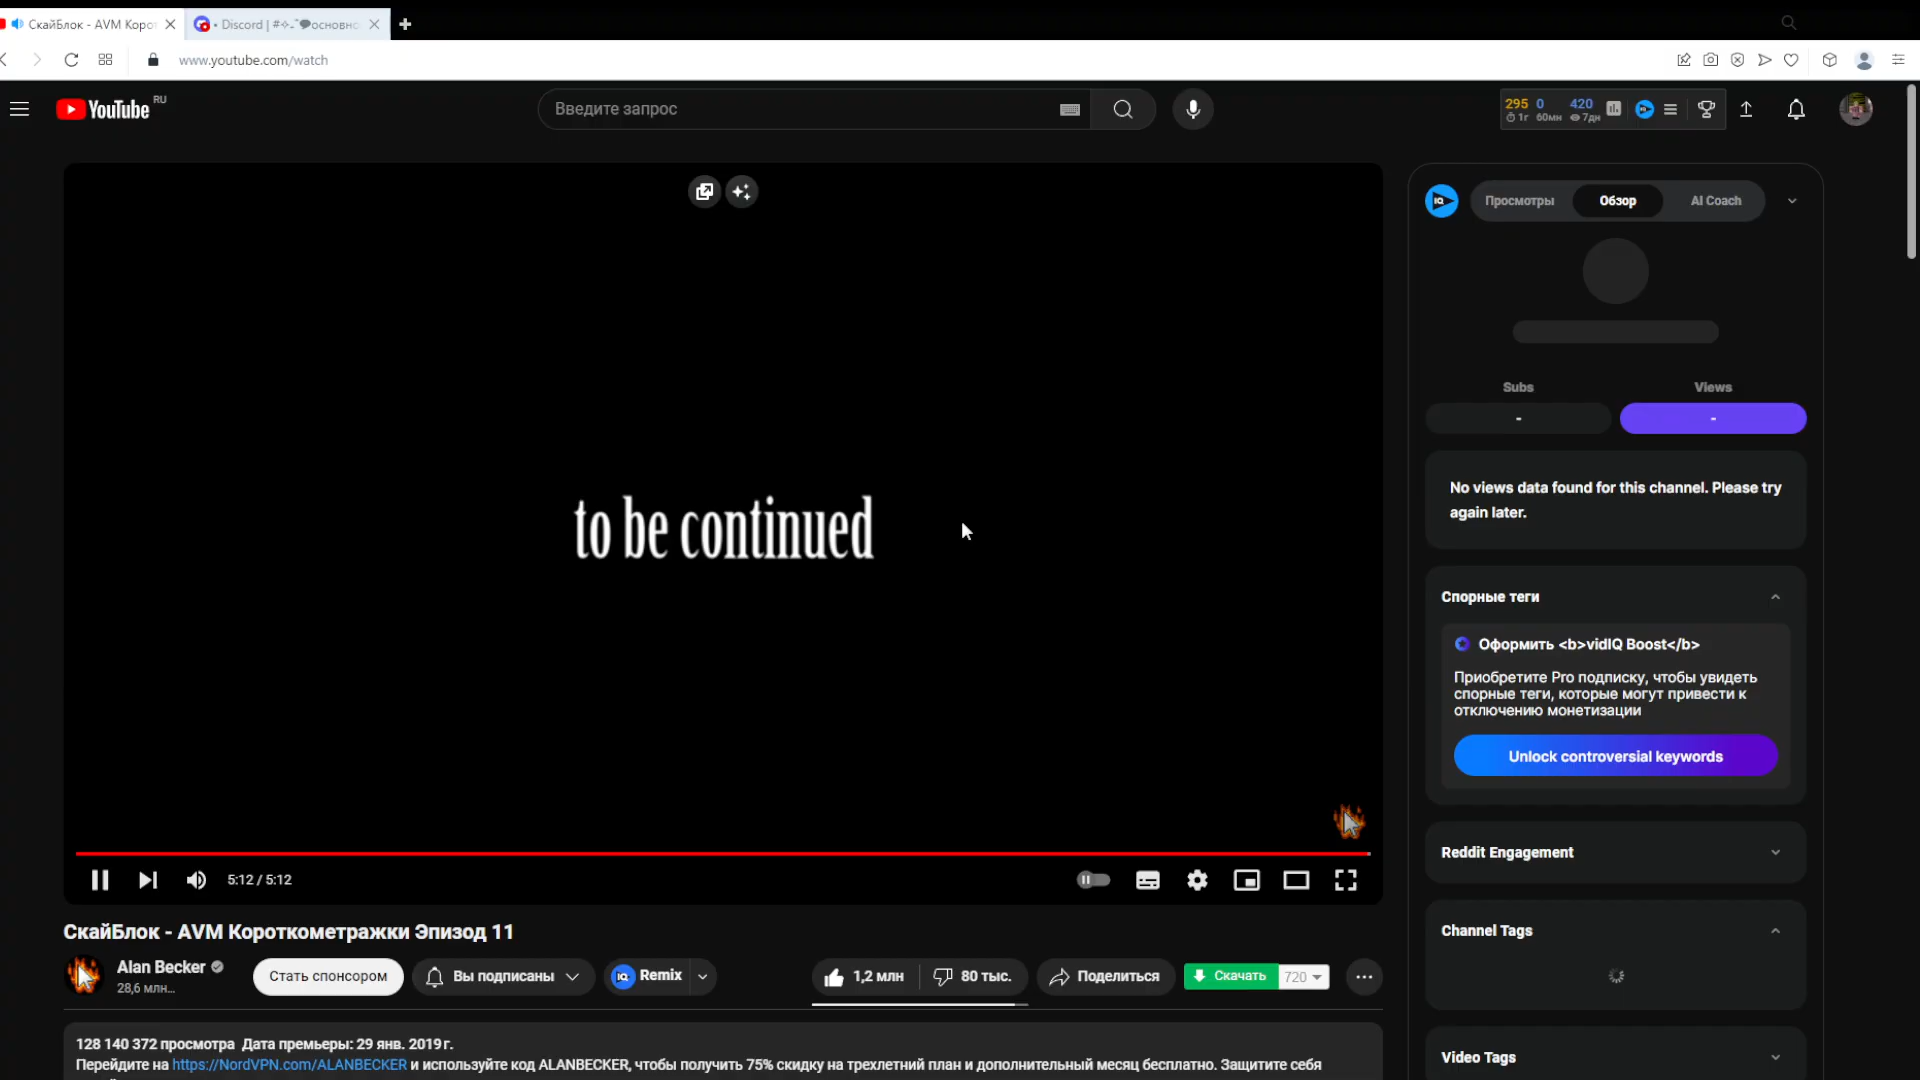 СкайБлок - AVM Корот
Discord | #✧₊˚💬основно
www.youtube.com/watch
YouTube RU
Введите запрос
295 0 420
1г 60мн 7дн
Просмотры Обзор AI Coach
Subs Views
- -
No views data found for this channel. Please try
again later.
to be continued
Спорные теги
Оформить <b>vidIQ Boost</b>
Приобретите Pro подписку, чтобы увидеть
спорные теги, которые могут привести к
отключению монетизации
Unlock controversial keywords
Reddit Engagement
5:12 / 5:12
СкайБлок - AVM Короткометражки Эпизод 11
Channel Tags
Alan Becker
28,6 млн...
Стать спонсором
Вы подписаны
Remix
1,2 млн
80 тыс.
Поделиться
Скачать 720
Video Tags
128 140 372 просмотра Дата премьеры: 29 янв. 2019 г.
Перейдите на https://NordVPN.com/ALANBECKER и используйте код ALANBECKER, чтобы получить 75% скидку на трехлетний план и дополнительный месяц бесплатно. Защитите себя